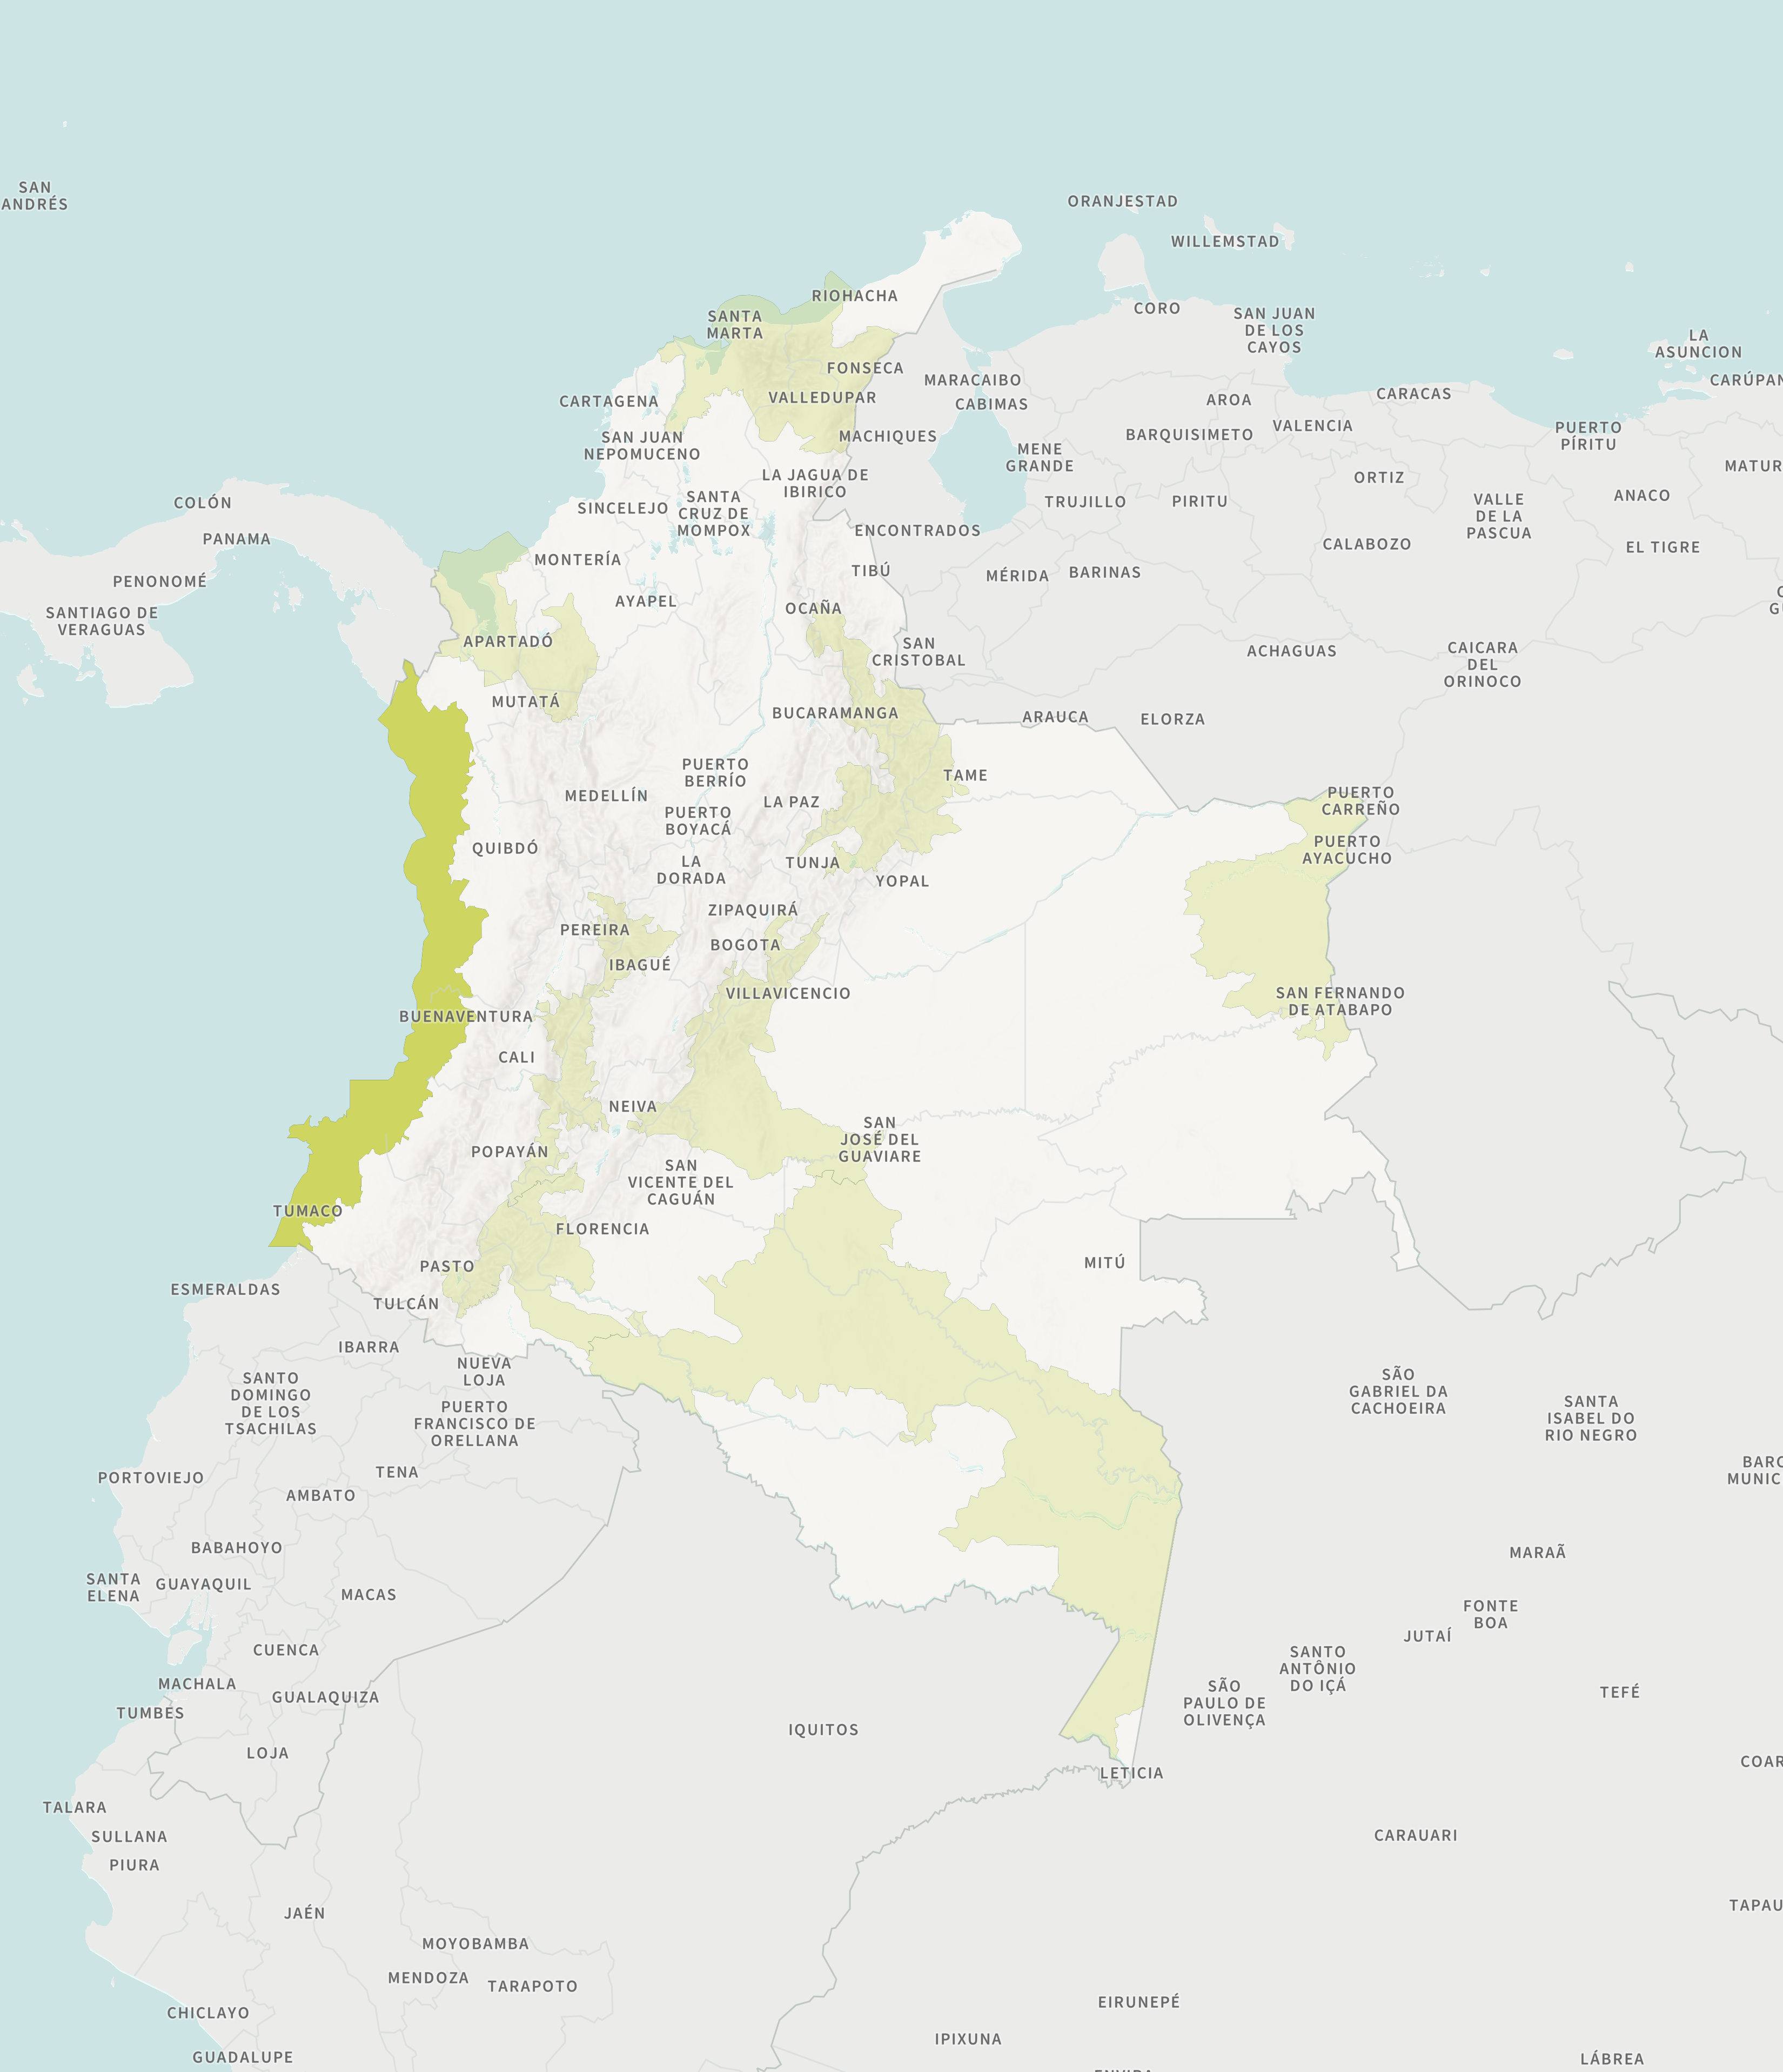 SAN
ANDRÉS
ORANJESTAD
WILLEMSTAD
RIOHACHA
CORO
SANTA
MARTA
SAN JUAN
DE LOS
CAYOS
LA
ASUNCION
FONSECA
MARACAIBO
CARÚPAN
VALLEDUPAR
CABIMAS
AROA
CARACAS
CARTAGENA
VALENCIA
SAN JUAN
NEPOMUCENO
MACHIQUES
BARQUISIMETO
PUERTO
PÍRITU
MENE
GRANDE
MATUR
LA JAGUA DE
IBIRICO
ORTIZ
COLÓN
SINCELEJO
SANTA
CRUZ DE
MOMPOX
TRUJILLO
PIRITU
VALLE
DE LA
PASCUA
ANACO
PANAMA
ENCONTRADOS
CALABOZO
EL TIGRE
MONTERÍA
PENONOMÉ
TIBÚ
MÉRIDA
BARINAS
SANTIAGO DE
VERAGUAS
AYAPEL
OCAÑA
C
GU
APARTADÓ
SAN
CRISTOBAL
ACHAGUAS
CAICARA
DEL
ORINOCO
MUTATÁ
BUCARAMANGA
ARAUCA
ELORZA
PUERTO
BERRÍO
TAME
MEDELLÍN
LA PAZ
PUERTO
CARREÑO
PUERTO
BOYACÁ
QUIBDÓ
PUERTO
AYACUCHO
LA
DORADA
TUNJA
YOPAL
ZIPAQUIRÁ
PEREIRA
BOGOTA
IBAGUÉ
VILLAVICENCIO
SAN FERNANDO
DE ATABAPO
BUENAVENTURA
CALI
NEIVA
SAN
JOSÉ DEL
GUAVIARE
POPAYÁN
SAN
VICENTE DEL
CAGUÁN
TUMACO
FLORENCIA
PASTO
MITÚ
ESMERALDAS
TULCÁN
IBARRA
NUEVA
LOJA
SANTO
DOMINGO
DE LOS
TSACHILAS
SÃO
GABRIEL DA
CACHOEIRA
PUERTO
FRANCISCO DE
ORELLANA
SANTA
ISABEL DO
RIO NEGRO
PORTOVIEJO
TENA
BARC
MUNIC
AMBATO
BABAHOYO
MARAÃ
SANTA
ELENA
GUAYAQUIL
MACAS
FONTE
BOA
JUTAÍ
CUENCA
SANTO
ANTÔNIO
DO IÇÁ
MACHALA
GUALAQUIZA
SÃO
PAULO DE
OLIVENÇA
TEFÉ
TUMBES
IQUITOS
LOJA
COAR
LETICIA
TALARA
SULLANA
CARAUARI
PIURA
TAPAU
JAÉN
MOYOBAMBA
MENDOZA
TARAPOTO
EIRUNEPÉ
CHICLAYO
IPIXUNA
GUADALUPE
LÁBREA